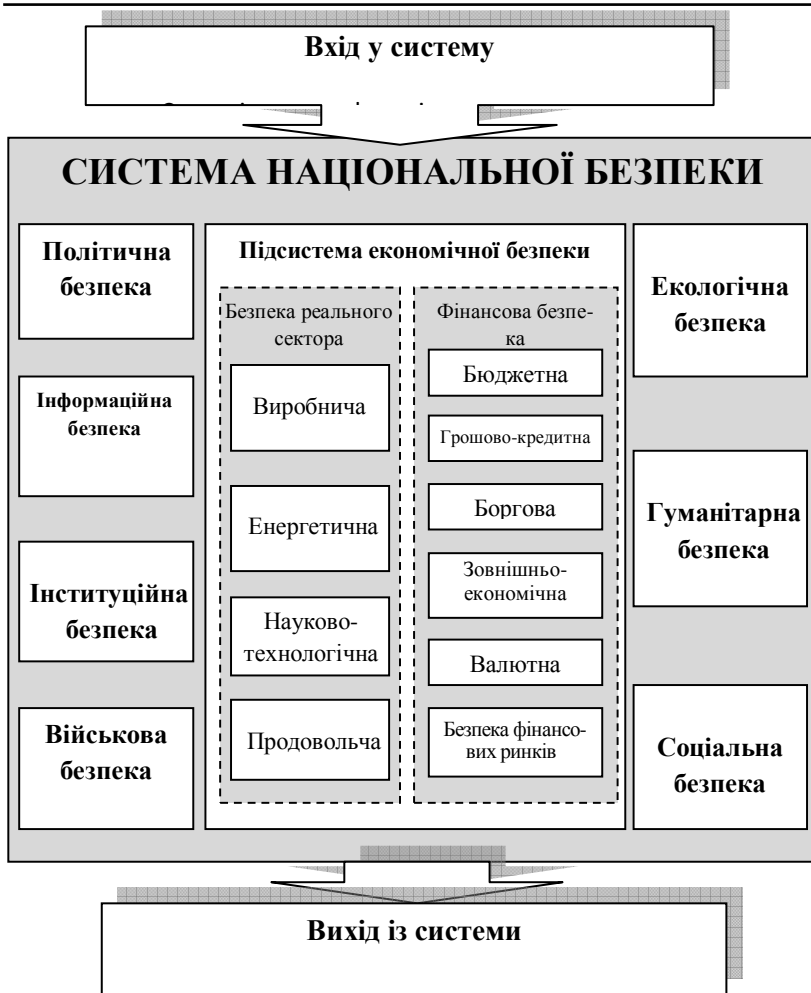 Вхід у систему
СИСТЕМА НАЦІОНАЛЬНОЇ БЕЗПЕКИ
Політична
безпека
Інформаційна
безпека
Інституційна
безпека
Військова
безпека
Підсистема економічної безпеки
Безпека реального
сектора
Виробнича
Енергетична
Науково-
технологічна
Продовольча
Фінансова безпе-
ка
Бюджетна
Грошово-кредитна
Боргова
Зовнішньо-
економічна
Валютна
Безпека фінансо-
вих ринків
Екологічна
безпека
Гуманітарна
безпека
Соціальна
безпека
Вихід із системи